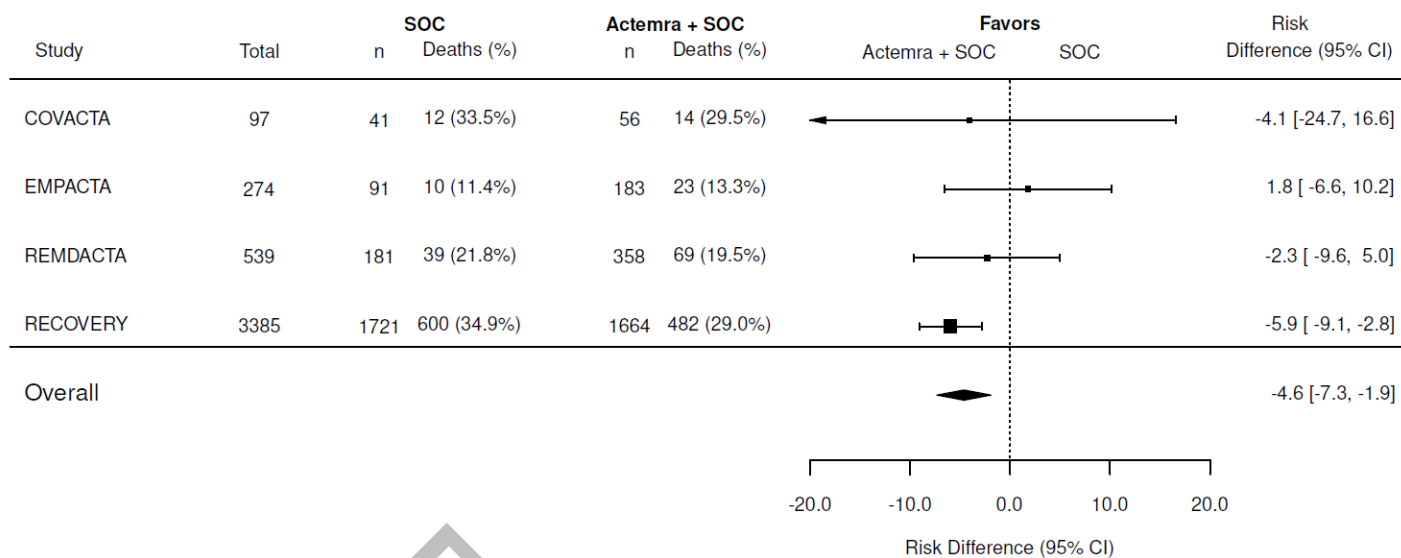 SOC Actemra + SOC Favors Risk
Study Total n Deaths (%) n Deaths (%) Actemra + SOC SOC Difference (95% CI)
COVACTA 97 41 12 (33.5%) 56 14 (29.5%) -4.1 [-24.7, 16.6]
EMPACTA 274 91 10 (11.4%) 183 23 (13.3%) 1.8 [ -6.6, 10.2]
REMDACTA 539 181 39 (21.8%) 358 69 (19.5%) -2.3 [ -9.6, 5.0]
RECOVERY 3385 1721 600 (34.9%) 1664 482 (29.0%) -5.9 [ -9.1, -2.8]
Overall -4.6 [-7.3, -1.9]
-20.0 -10.0 0.0 10.0 20.0
Risk Difference (95% CI)